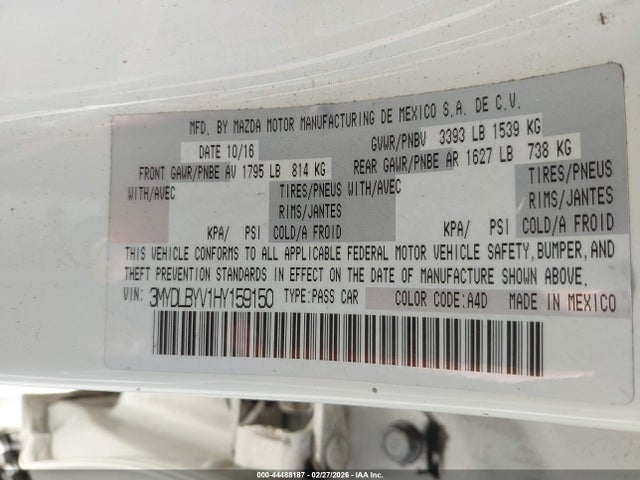 MFD. BY MAZDA MOTOR MANUFACTURING DE MEXICO S.A. DE C.V.
DATE 10/16 GVWR/PNBV 3393 LB 1539 KG
FRONT GAWR/PNBE AV 1795 LB 814 KG REAR GAWR/PNBE AR 1627 LB 738 KG
WITH/AVEC TIRES/PNEUS WITH/AVEC TIRES/PNEUS
RIMS/JANTES RIMS/JANTES
KPA/ PSI COLD/A FROID KPA/ PSI COLD/A FROID
THIS VEHICLE CONFORMS TO ALL APPLICABLE FEDERAL MOTOR VEHICLE SAFETY, BUMPER, AND
THEFT PREVENTION STANDARDS IN EFFECT ON THE DATE OF MANUFACTURE SHOWN ABOVE.
VIN: 3MYDLBYV1HY159150 TYPE:PASS CAR COLOR CODE:A4D MADE IN MEXICO
000-44488187 - 02/27/2026 - IAA Inc.